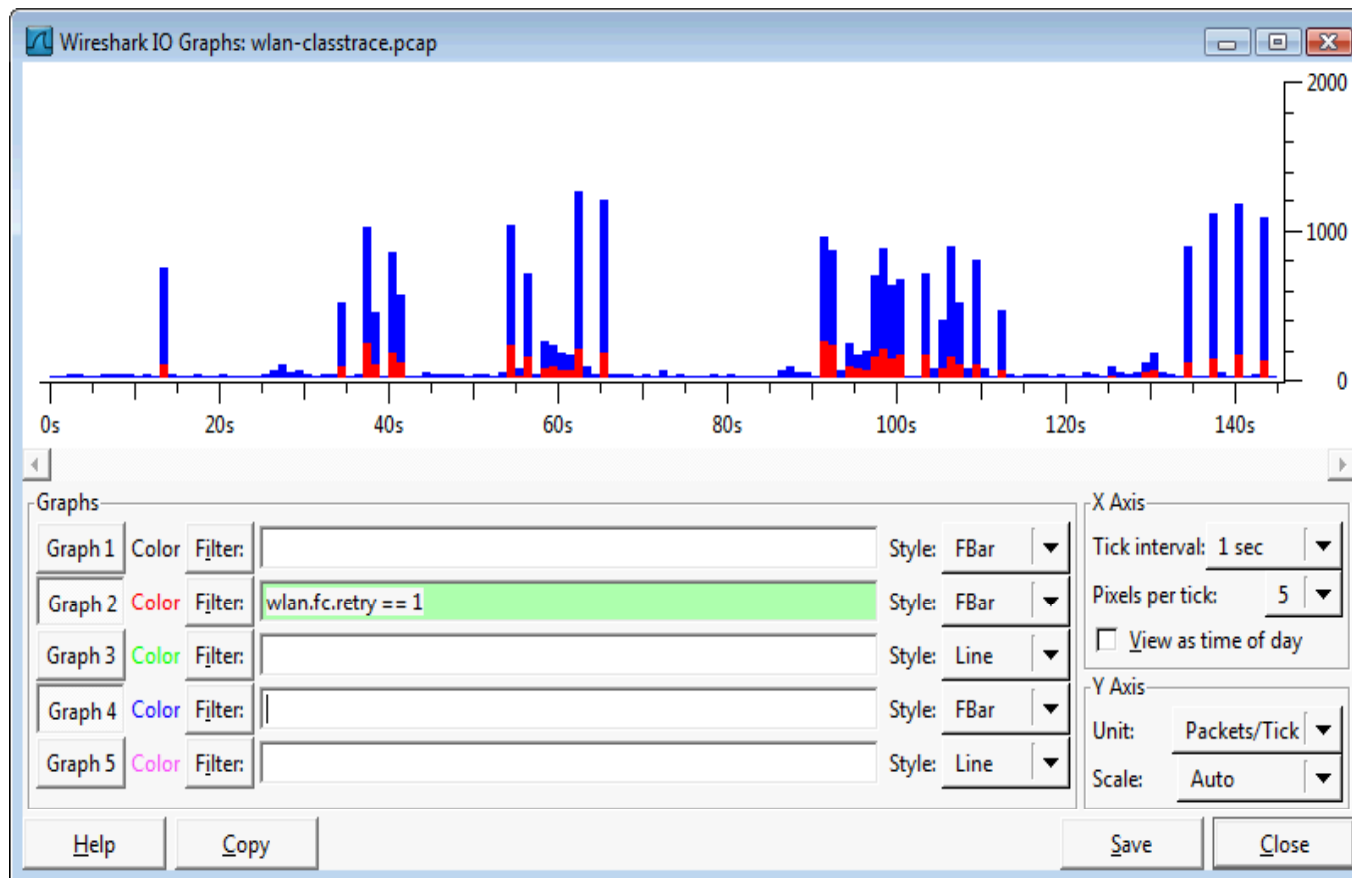 Wireshark IO Graphs: wlan-classtrace.pcap
2000
1000
0
0s 20s 40s 60s 80s 100s 120s 140s
Graphs
Graph 1 Color Filter: Style: FBar
Graph 2 Color Filter: wlan.fc.retry == 1 Style: FBar
Graph 3 Color Filter: Style: Line
Graph 4 Color Filter: Style: FBar
Graph 5 Color Filter: Style: Line
X Axis
Tick interval: 1 sec
Pixels per tick: 5
View as time of day
Y Axis
Unit: Packets/Tick
Scale: Auto
Help Copy Save Close